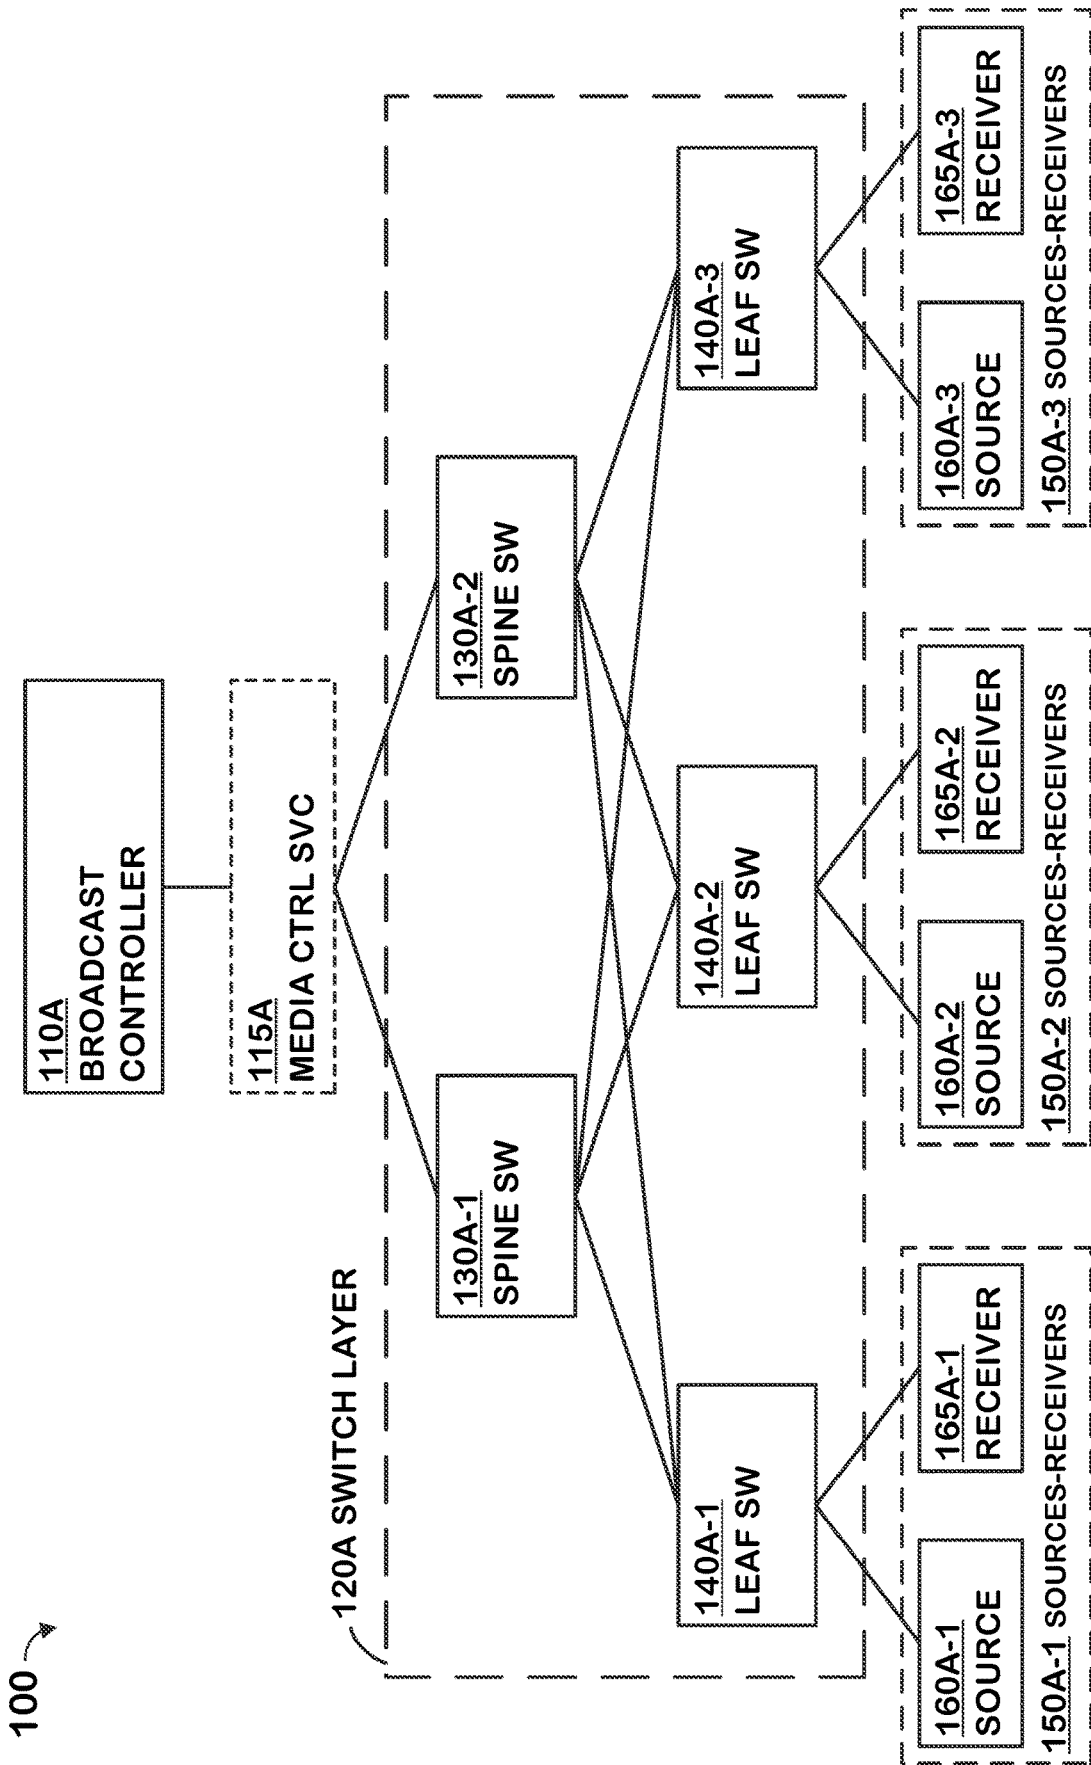 100
110A
BROADCAST
CONTROLLER
115A
MEDIA CTRL SVC
120A SWITCH LAYER
130A-1
SPINE SW
130A-2
SPINE SW
140A-1
LEAF SW
140A-2
LEAF SW
140A-3
LEAF SW
160A-1
SOURCE
165A-1
RECEIVER
150A-1 SOURCES-RECEIVERS
160A-2
SOURCE
165A-2
RECEIVER
150A-2 SOURCES-RECEIVERS
160A-3
SOURCE
165A-3
RECEIVER
150A-3 SOURCES-RECEIVERS